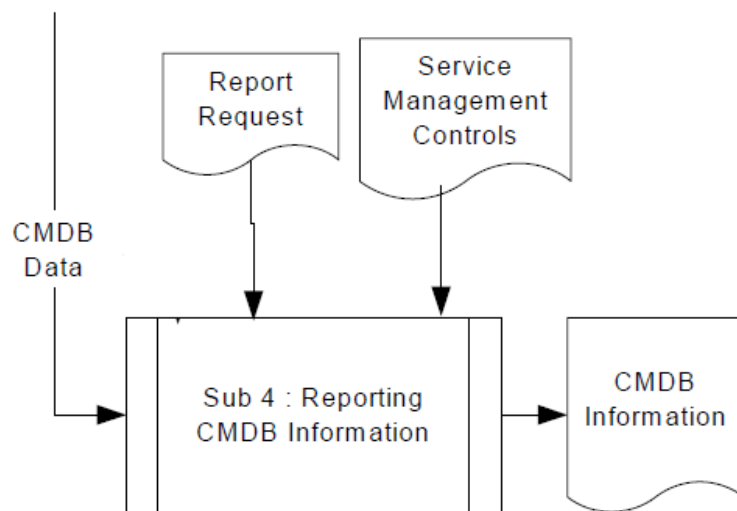 Report
Request
Service
Management
Controls
CMDB
Data
Sub 4 : Reporting
CMDB Information
CMDB
Information